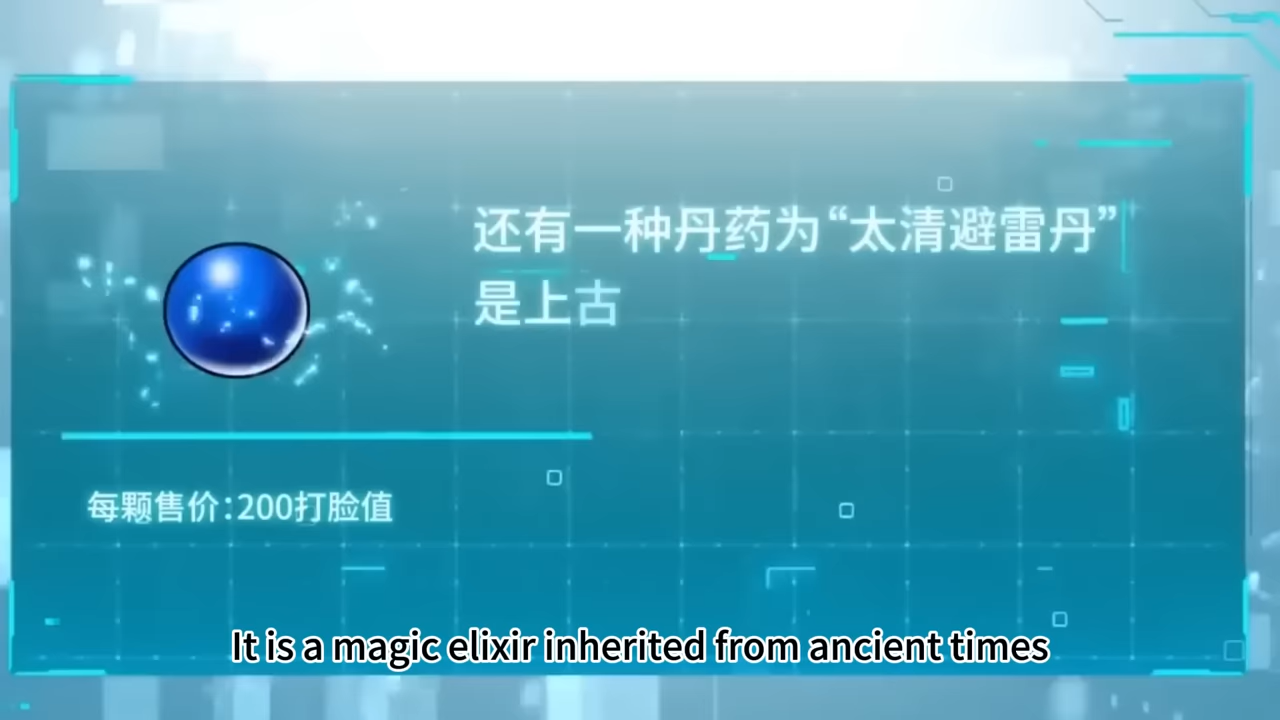 还有一种丹药为“太清避雷丹”
是上古
每颗售价:200打脸值
It is a magic elixir inherited from ancient times